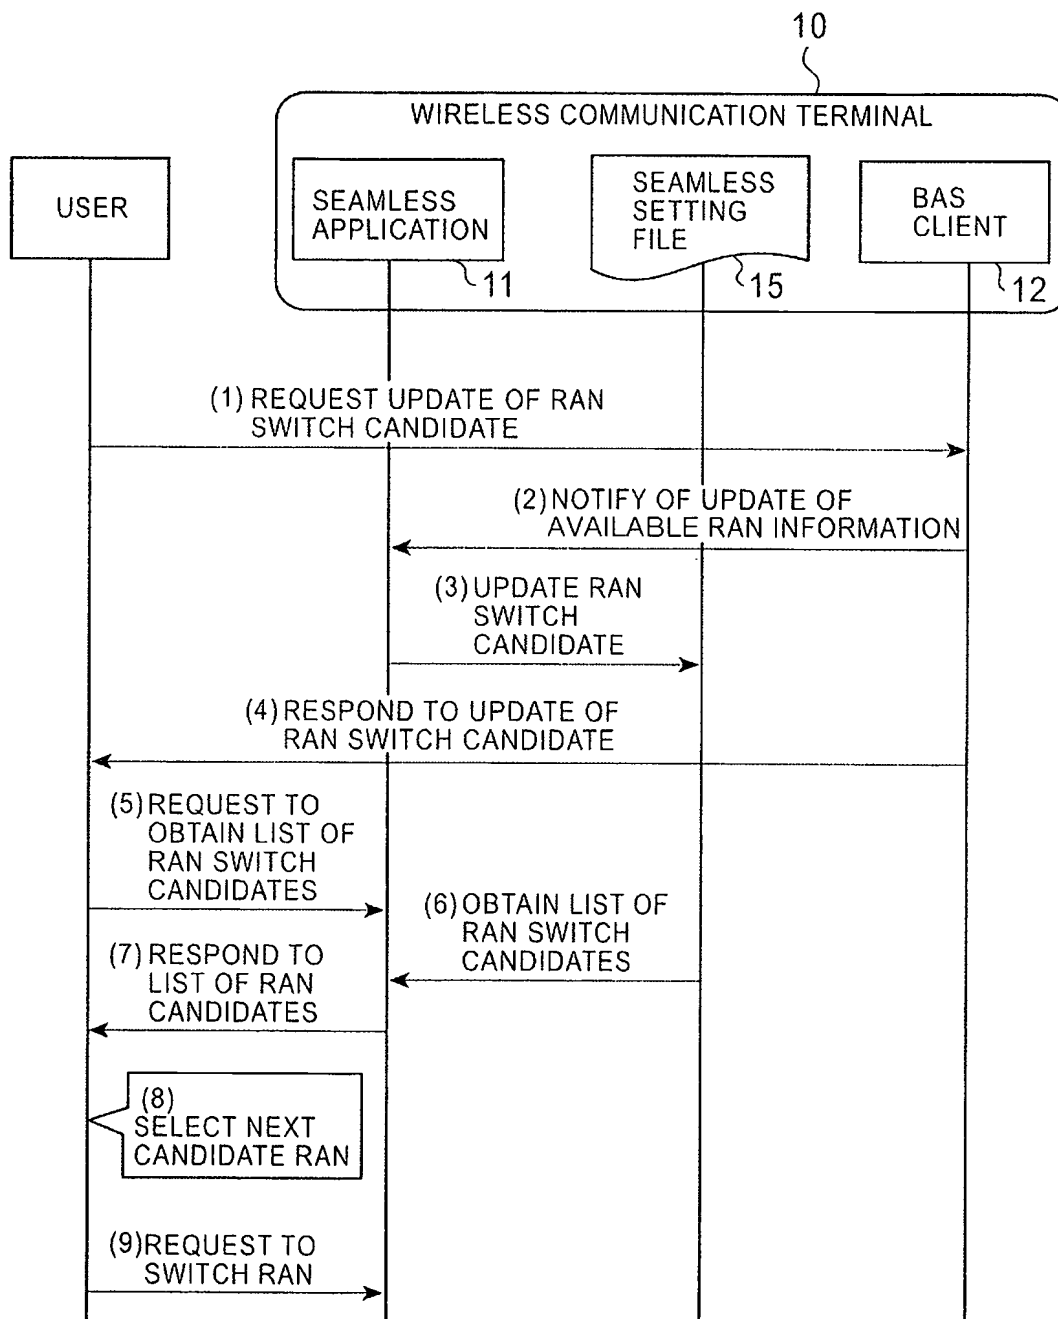 10
WIRELESS COMMUNICATION TERMINAL
USER
SEAMLESS
APPLICATION
11
SEAMLESS
SETTING
FILE
15
BAS
CLIENT
12
(1) REQUEST UPDATE OF RAN
SWITCH CANDIDATE
(2) NOTIFY OF UPDATE OF
AVAILABLE RAN INFORMATION
(3) UPDATE RAN
SWITCH
CANDIDATE
(4) RESPOND TO UPDATE OF
RAN SWITCH CANDIDATE
(5) REQUEST TO
OBTAIN LIST OF
RAN SWITCH
CANDIDATES
(6) OBTAIN LIST OF
RAN SWITCH
CANDIDATES
(7) RESPOND TO
LIST OF RAN
CANDIDATES
(8)
SELECT NEXT
CANDIDATE RAN
(9) REQUEST TO
SWITCH RAN